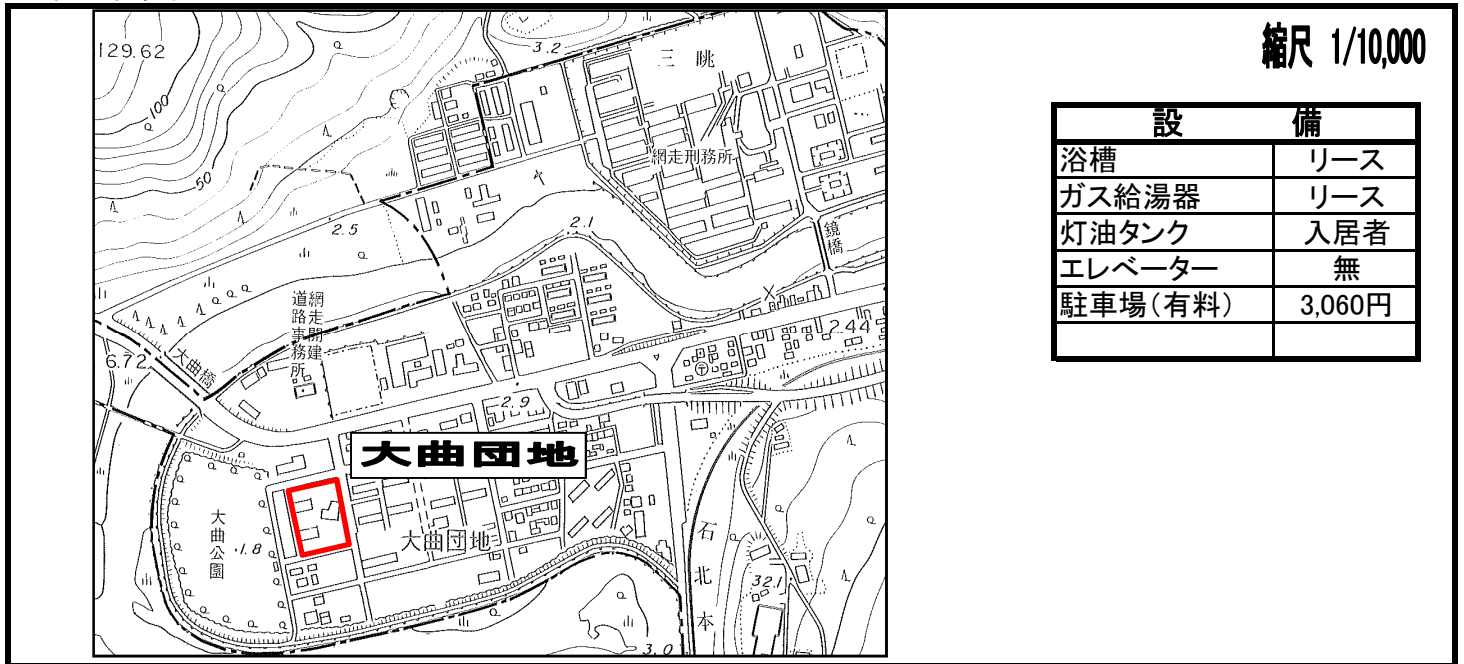 縮尺 1/10,000
設 備
浴槽 リース
ガス給湯器 リース
灯油タンク 入居者
エレベーター 無
駐車場(有料) 3,060円
129.62
100
50
3.2
三眺
網走刑務所
2.5
2.1
鏡橋
網走開建
道路事務所
2.44
6.72
大曲橋
2.9
大曲団地
大曲公園
1.8
大曲団地
石北本
32.1
3.0